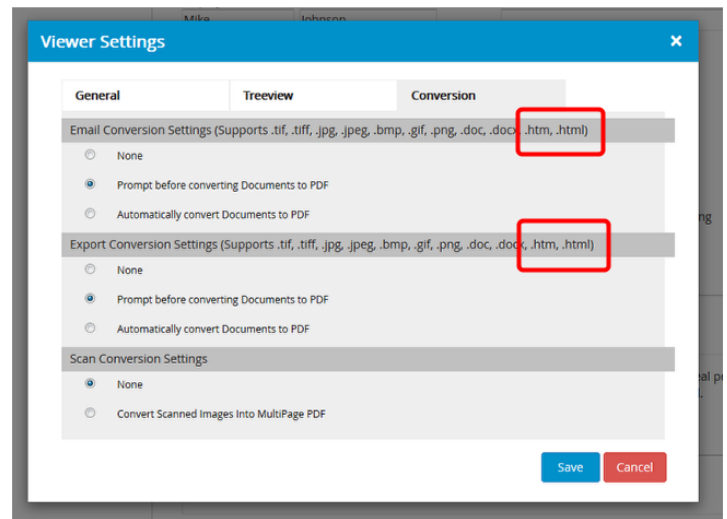 Mike Johnson
Viewer Settings ×
General Treeview Conversion
Email Conversion Settings (Supports .tif, .tiff, .jpg, .jpeg, .bmp, .gif, .png, .doc, .docx, .htm, .html)
None
Prompt before converting Documents to PDF
Automatically convert Documents to PDF
Export Conversion Settings (Supports .tif, .tiff, .jpg, .jpeg, .bmp, .gif, .png, .doc, .docx, .htm, .html)
None
Prompt before converting Documents to PDF
Automatically convert Documents to PDF
Scan Conversion Settings
None
Convert Scanned Images Into MultiPage PDF
Save Cancel